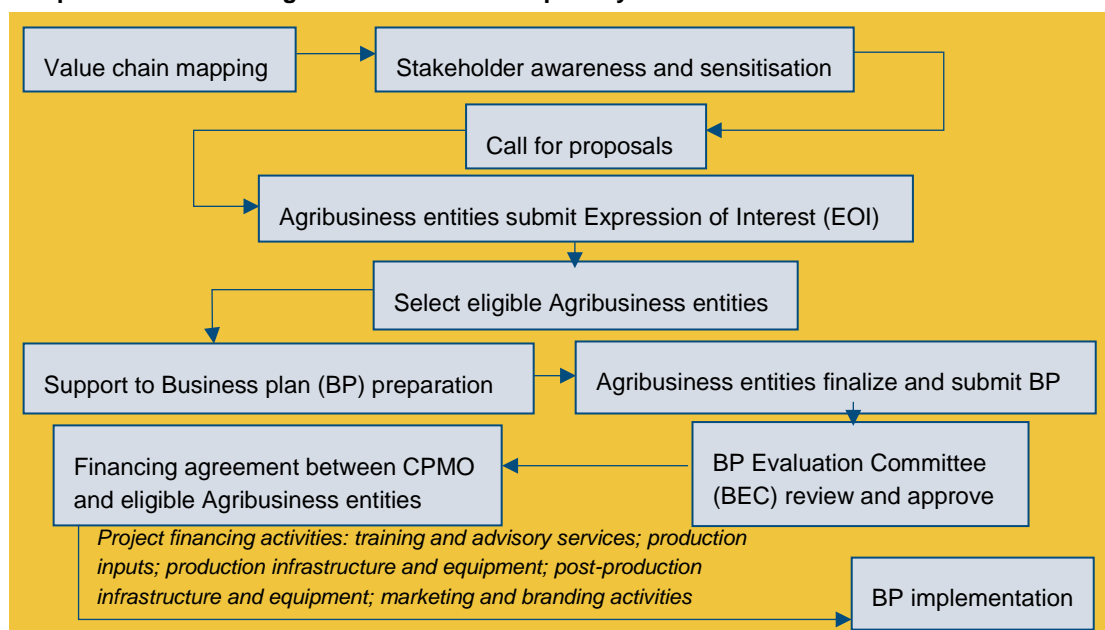 Value chain mapping
Stakeholder awareness and sensitisation
Call for proposals
Agribusiness entities submit Expression of Interest (EOI)
Select eligible Agribusiness entities
Support to Business plan (BP) preparation
Agribusiness entities finalize and submit BP
BP Evaluation Committee
(BEC) review and approve
Financing agreement between CPMO
and eligible Agribusiness entities
Project financing activities: training and advisory services; production
inputs; production infrastructure and equipment; post-production
infrastructure and equipment; marketing and branding activities
BP implementation